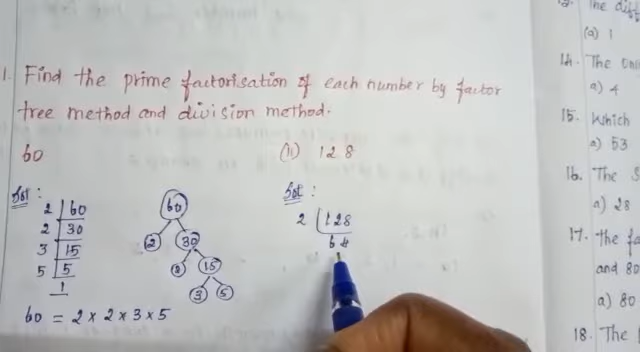 1. Find the prime factorisation of each number by factor
tree method and division method.
60
(ii) 128
Sol :
2 60
2 30
3 15
5 5
1
60
2 30
2 15
3 5
60 = 2 x 2 x 3 x 5
Sol :
2 128
64
The diff
(a) 1
14. The
a) 4
15. Which
a) 53
16. The S
a) 28
17. The fa
and 80
a) 80
18. The